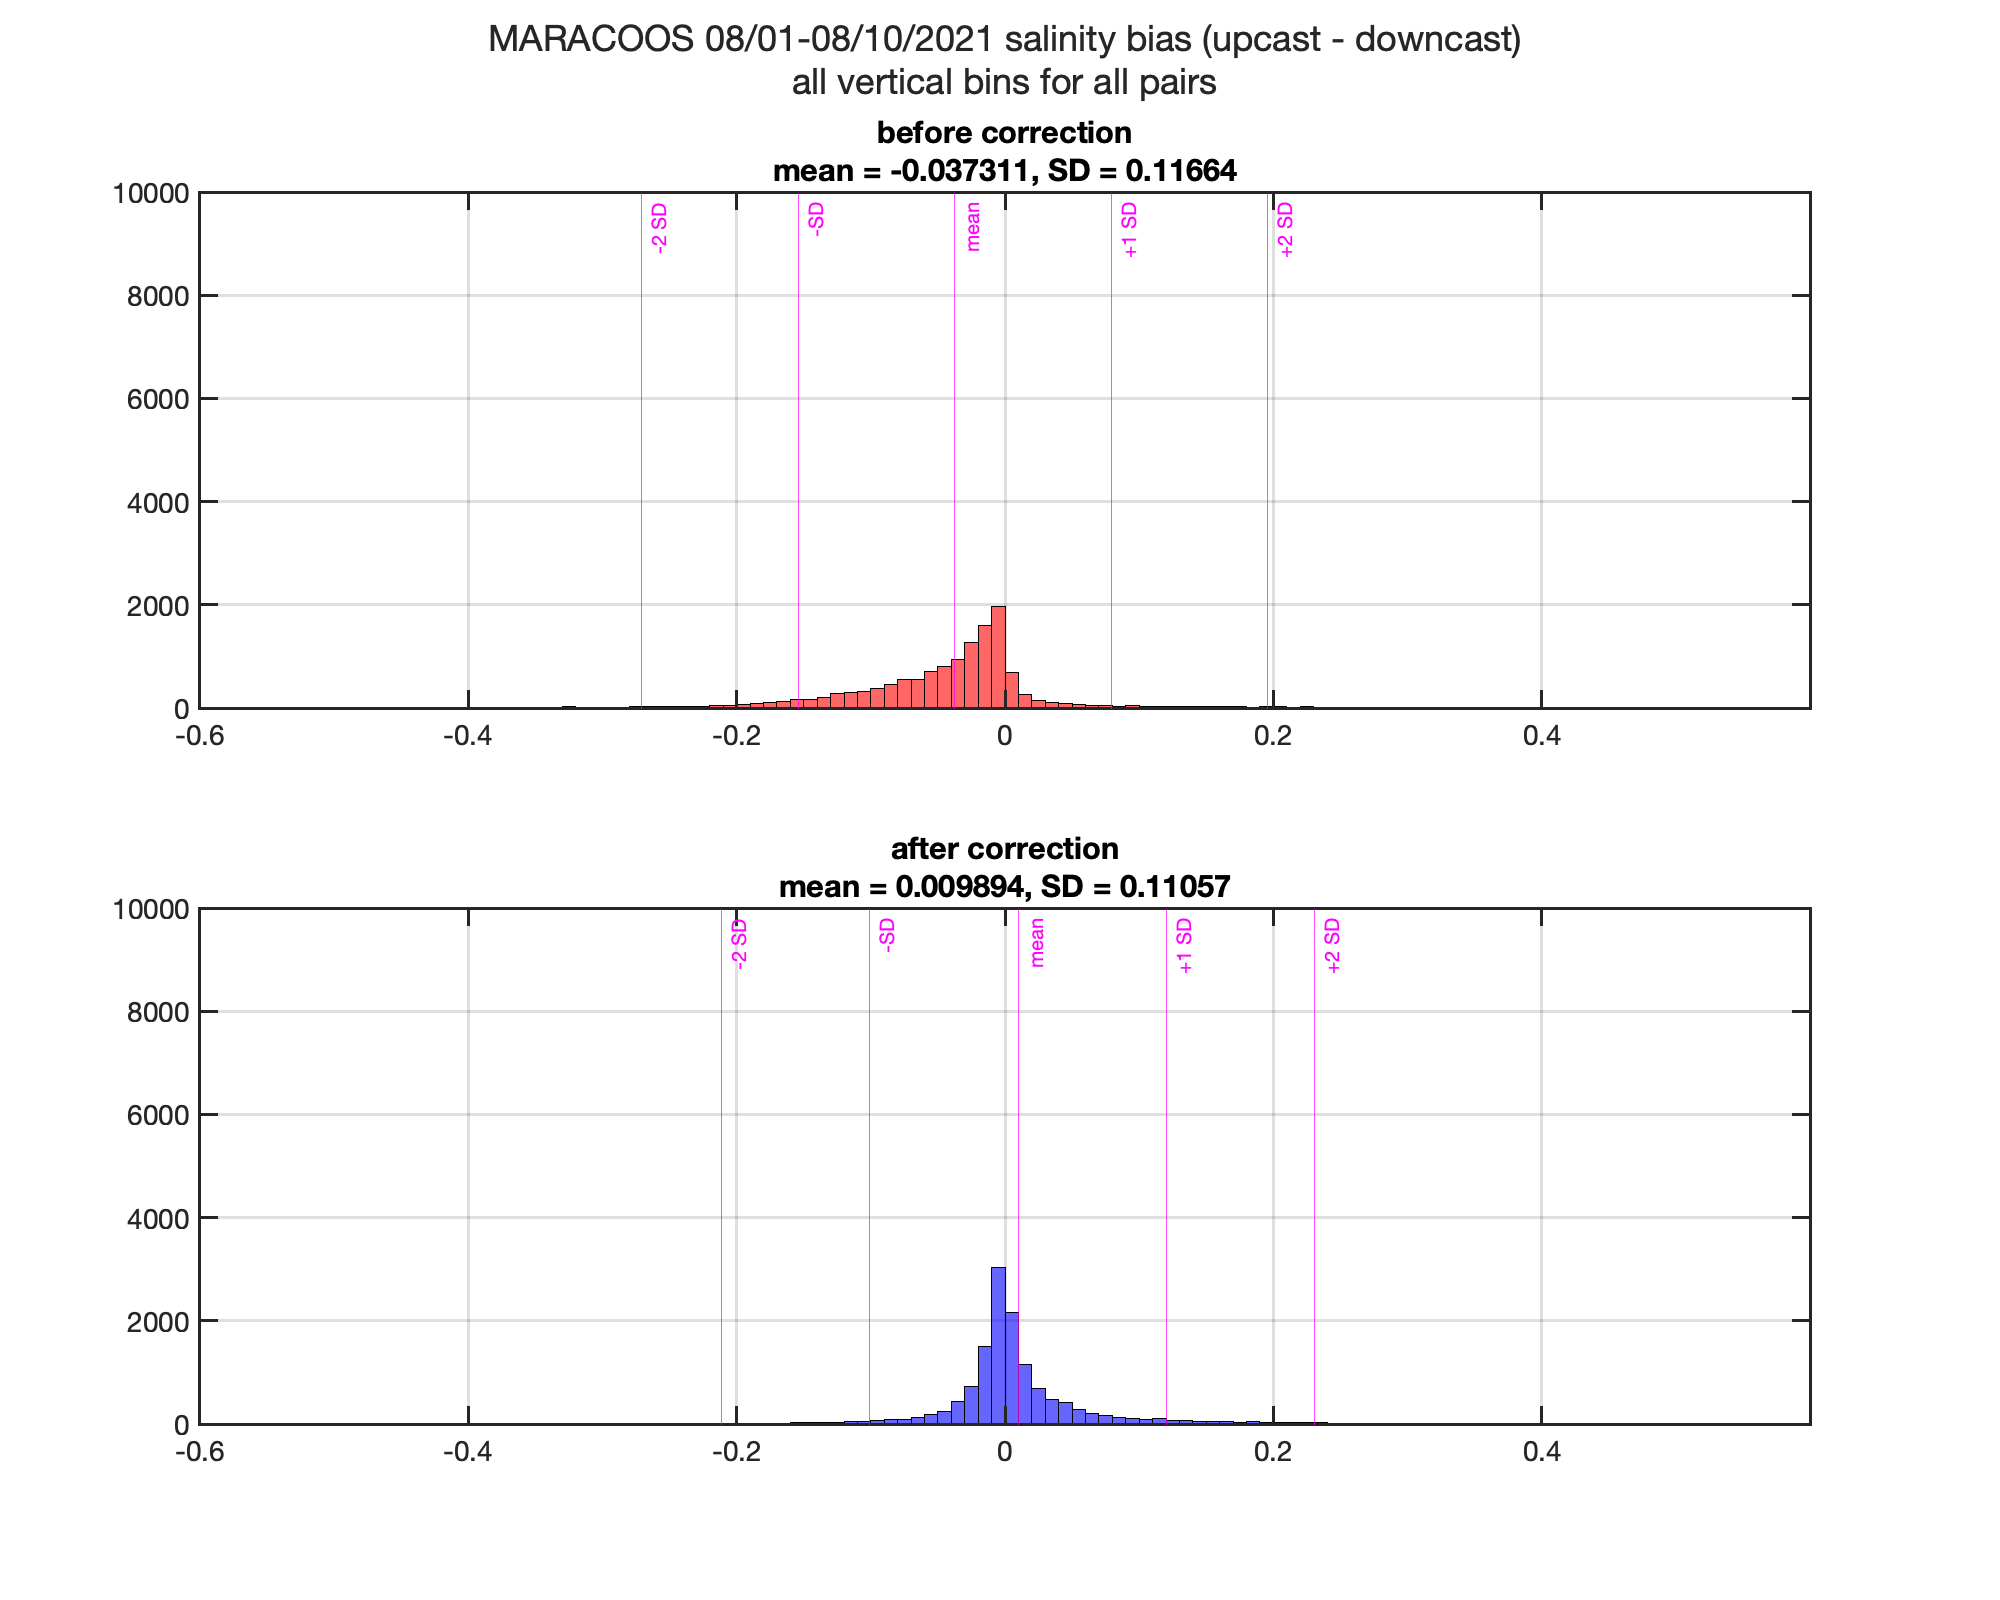 MARACOOS 08/01-08/10/2021 salinity bias (upcast - downcast)
all vertical bins for all pairs
before correction
mean = -0.037311, SD = 0.11664
10000
8000
6000
4000
2000
0
-2 SD
-SD
mean
+1 SD
+2 SD
-0.6
-0.4
-0.2
0
0.2
0.4
after correction
mean = 0.009894, SD = 0.11057
10000
8000
6000
4000
2000
0
-2 SD
-SD
mean
+1 SD
+2 SD
-0.6
-0.4
-0.2
0
0.2
0.4